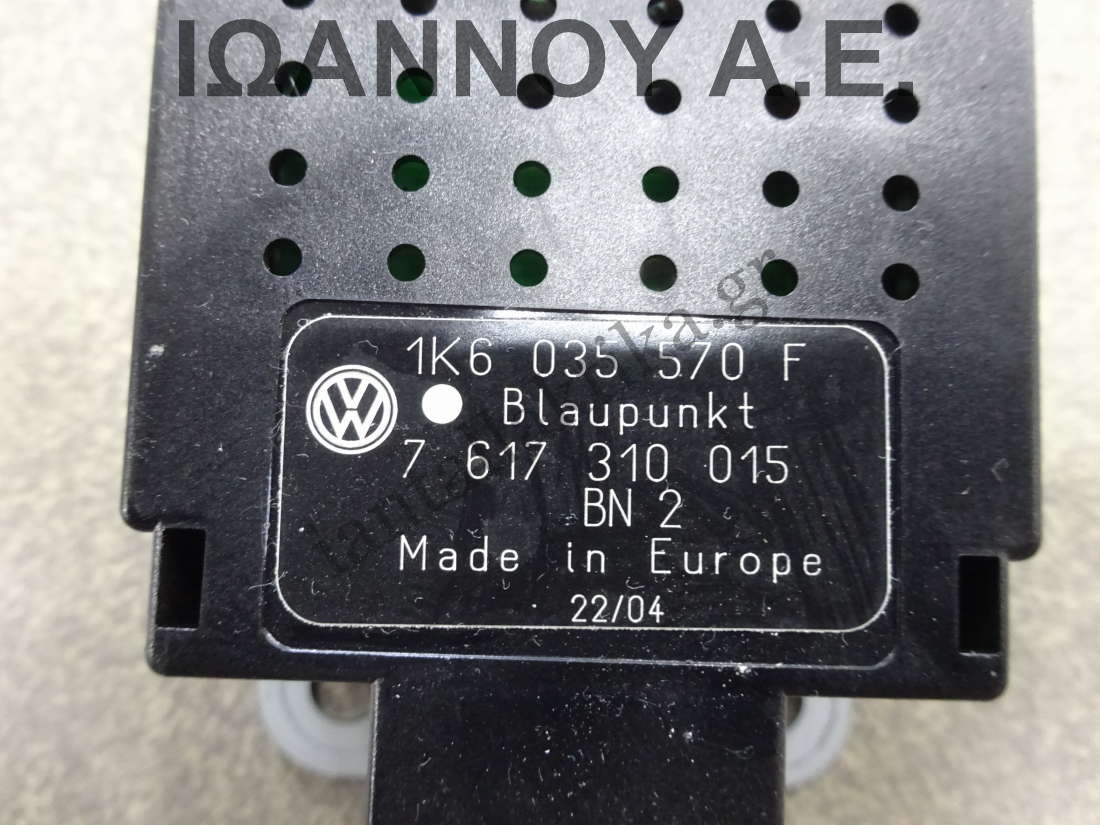 ΙΩΑΝΝΟΥ Α.Ε.
1K6 035 570 F
Blaupunkt
7 617 310 015
BN 2
Made in Europe
22/04